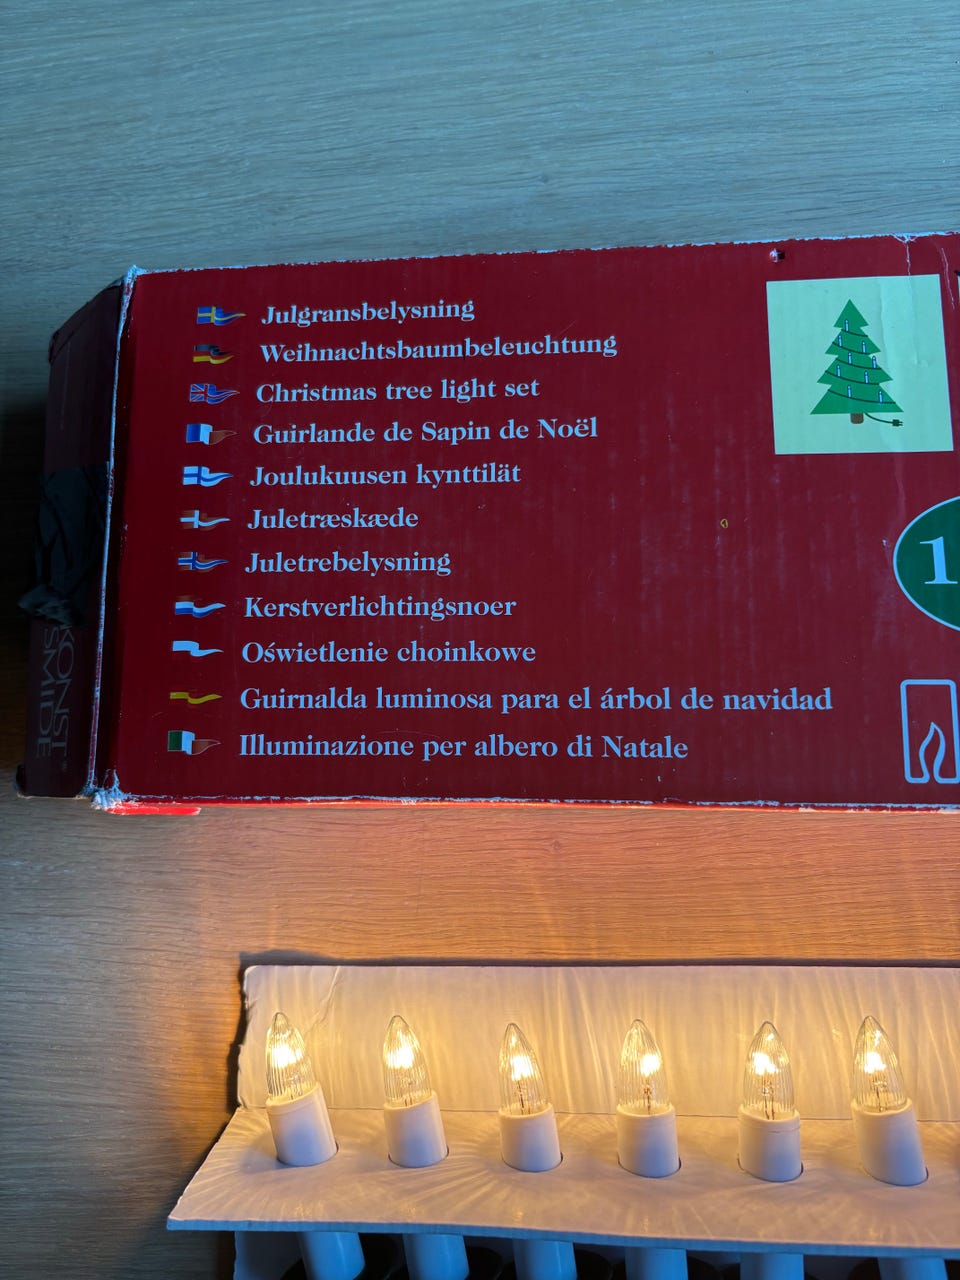 Julgransbelysning
Weihnachtsbaumbeleuchtung
Christmas tree light set
Guirlande de Sapin de Noël
Joulukuusen kynttilät
Juletræskæde
Juletrebelysning
Kerstverlichtingsnoer
Oświetlenie choinkowe
Guirnalda luminosa para el árbol de navidad
Illuminazione per albero di Natale
1
KONST
SMIDE